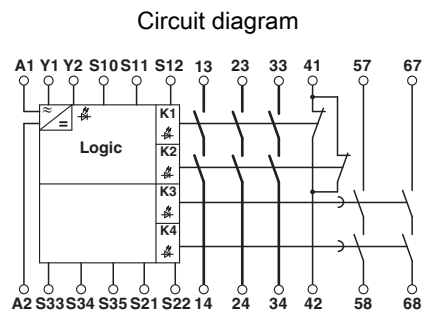 Circuit diagram
A1 Y1 Y2 S10 S11 S12 13 23 33 41 57 67
≈
=
K1
Logic
K2
K3
K4
A2 S33 S34 S35 S21 S22 14 24 34 42 58 68